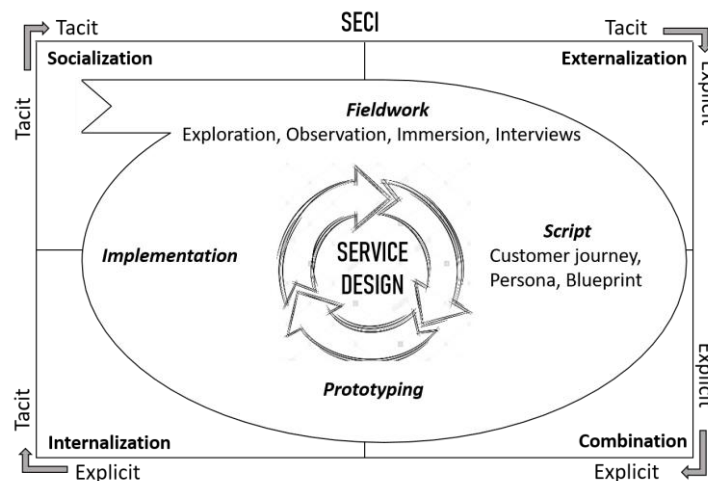 SECI
Tacit
Tacit
Socialization
Externalization
Tacit
Explicit
Fieldwork
Exploration, Observation, Immersion, Interviews
Implementation
SERVICE
DESIGN
Script
Customer journey,
Persona, Blueprint
Prototyping
Tacit
Explicit
Internalization
Combination
Explicit
Explicit